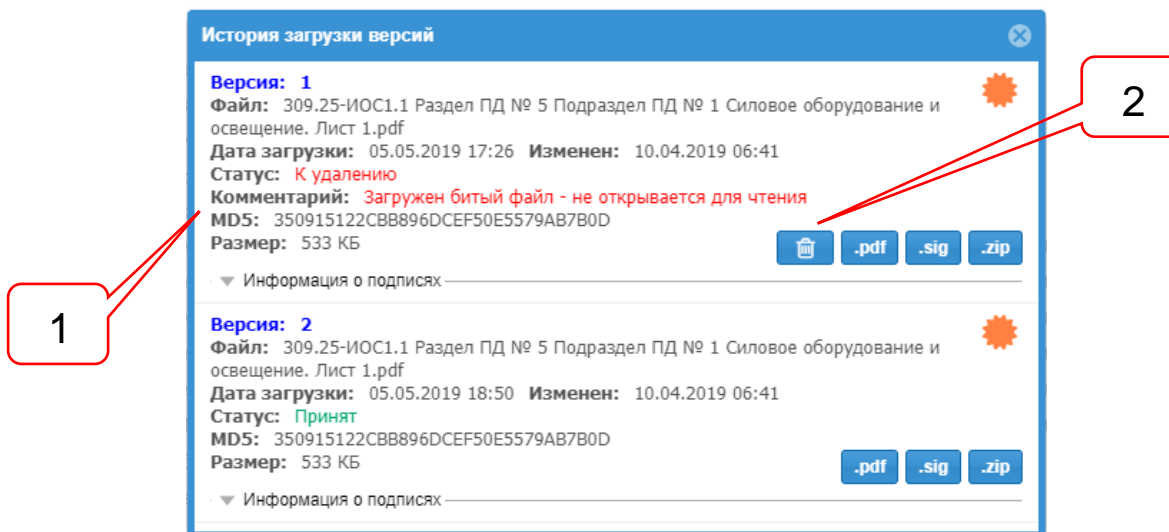 История загрузки версий
Версия: 1
Файл: 309.25-ИОС1.1 Раздел ПД № 5 Подраздел ПД № 1 Силовое оборудование и
освещение. Лист 1.pdf
Дата загрузки: 05.05.2019 17:26 Изменен: 10.04.2019 06:41
Статус: К удалению
Комментарий: Загружен битый файл - не открывается для чтения
MD5: 350915122CBB896DCEF50E5579AB7B0D
Размер: 533 КБ
.pdf .sig .zip
Информация о подписях
2
1
Версия: 2
Файл: 309.25-ИОС1.1 Раздел ПД № 5 Подраздел ПД № 1 Силовое оборудование и
освещение. Лист 1.pdf
Дата загрузки: 05.05.2019 18:50 Изменен: 10.04.2019 06:41
Статус: Принят
MD5: 350915122CBB896DCEF50E5579AB7B0D
Размер: 533 КБ
.pdf .sig .zip
Информация о подписях